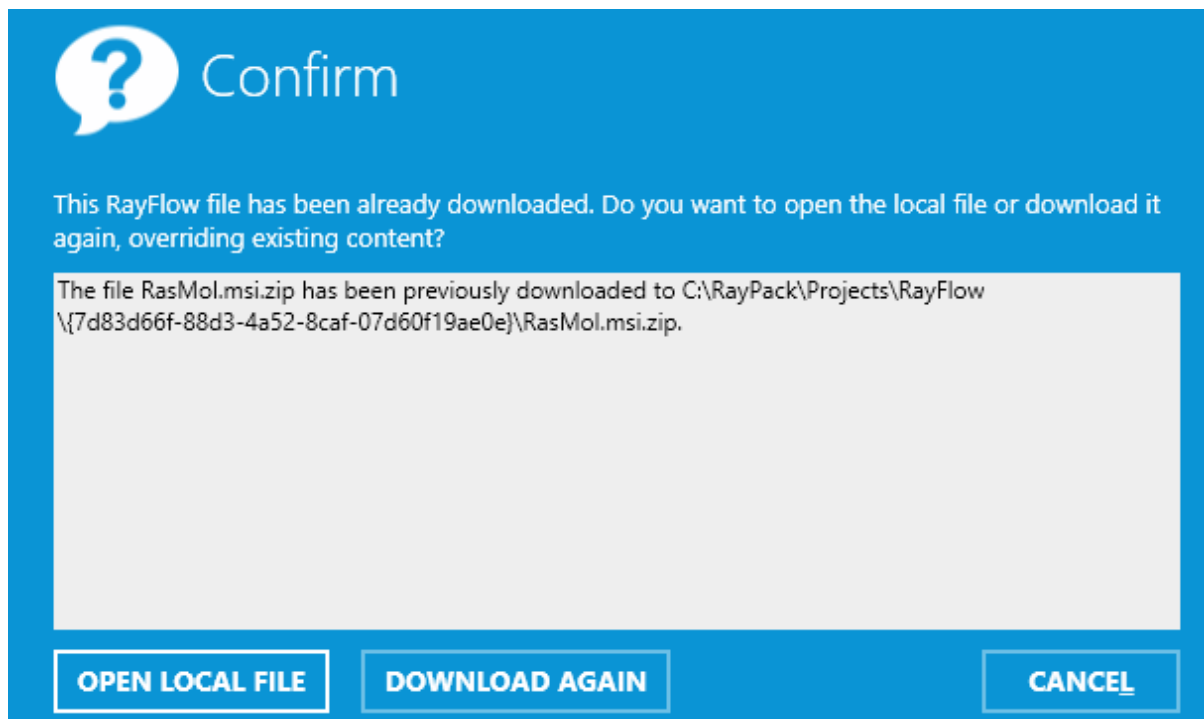 ?
Confirm
This RayFlow file has been already downloaded. Do you want to open the local file or download it
again, overriding existing content?
The file RasMol.msi.zip has been previously downloaded to C:\RayPack\Projects\RayFlow
\{7d83d66f-88d3-4a52-8caf-07d60f19ae0e}\RasMol.msi.zip.
OPEN LOCAL FILE
DOWNLOAD AGAIN
CANCEL